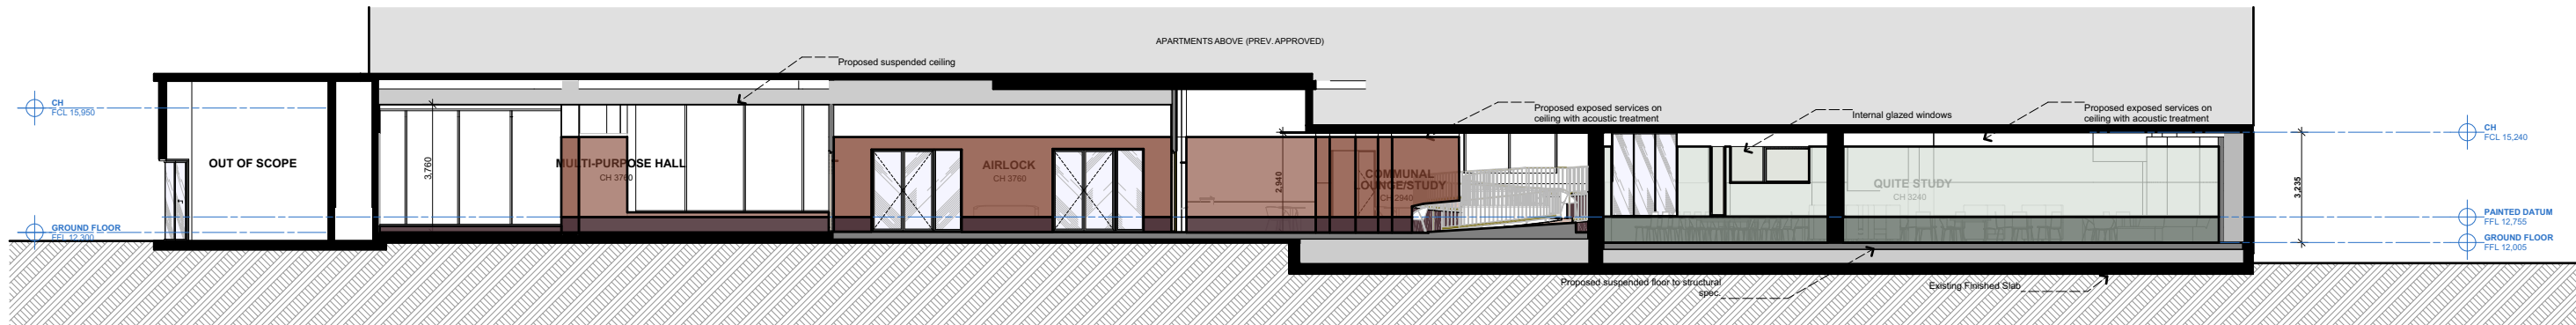 APARTMENTS ABOVE (PREV. APPROVED)
Proposed suspended ceiling
CH
FCL 15,950
Proposed exposed services on
ceiling with acoustic treatment
Internal glazed windows
Proposed exposed services on
ceiling with acoustic treatment
CH
FCL 15,240
OUT OF SCOPE
3,760
MULTI-PURPOSE HALL
CH 3760
AIRLOCK
CH 3760
2,940
COMMUNAL
LOUNGE/STUDY
CH 2940
QUITE STUDY
CH 3240
3,235
PAINTED DATUM
FFL 12,755
GROUND FLOOR
FFL 12,300
GROUND FLOOR
FFL 12,005
Proposed suspended floor to structural
spec.
Existing Finished Slab